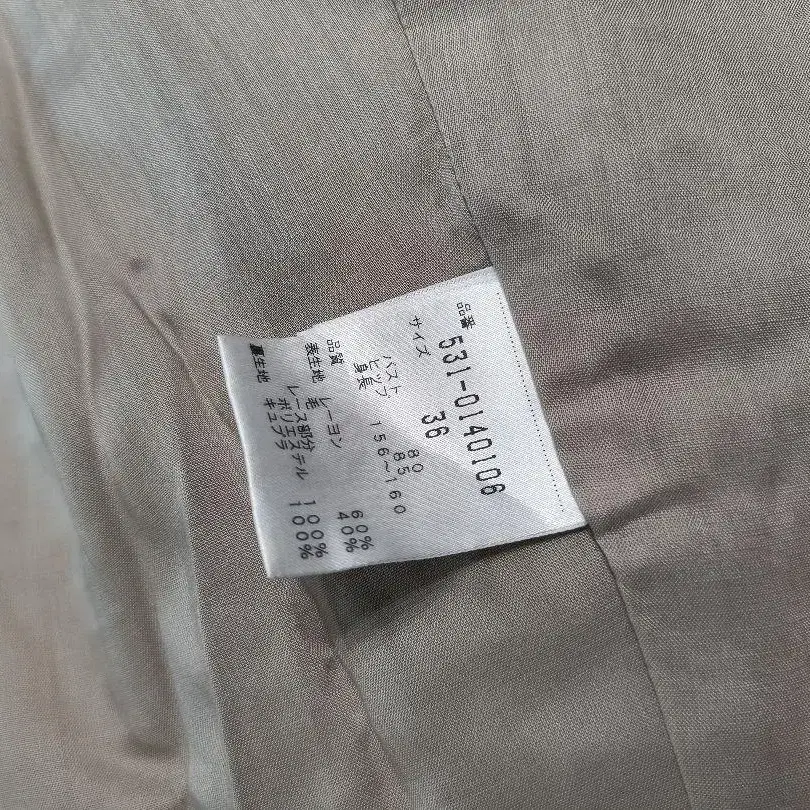 品番 531-0140106
サイズ 36
バスト 80
ヒップ 85
身長 156~160
品質
表生地 レーヨン 60%
毛 40%
レース部分
ポリエステル 100%
裏生地 キュプラ 100%